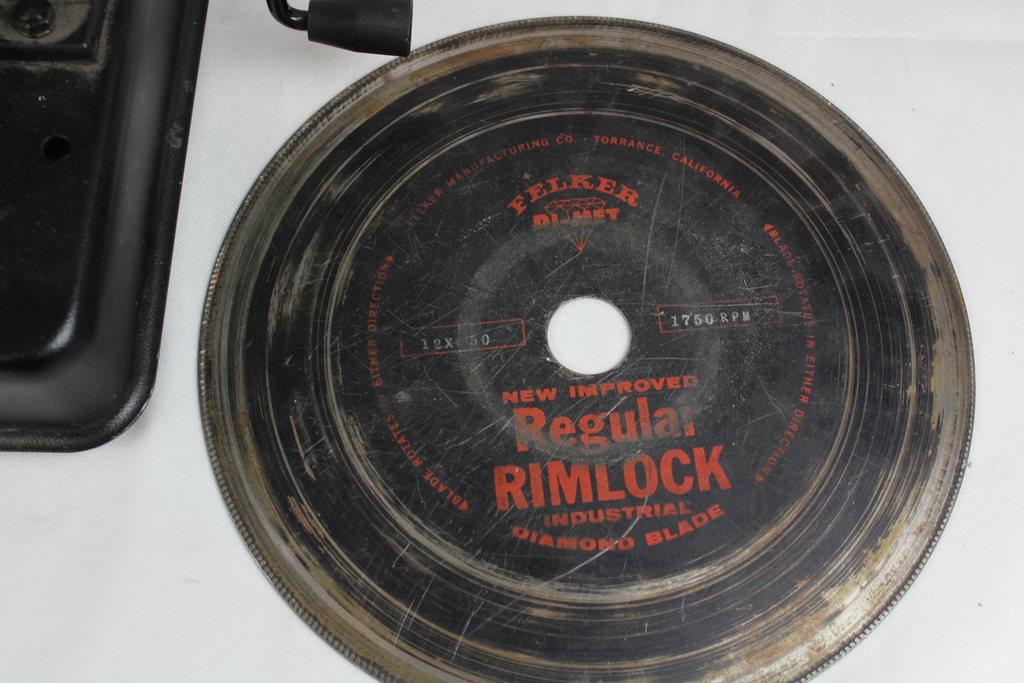 FELKER MANUFACTURING CO · TORRANCE CALIFORNIA
FELKER
DI-MET
BLADE ROTATES IN EITHER DIRECTION
BLADE ROTATES IN EITHER DIRECTION
12X 50
1750 RPM
NEW IMPROVED
Regular
RIMLOCK
INDUSTRIAL
DIAMOND BLADE